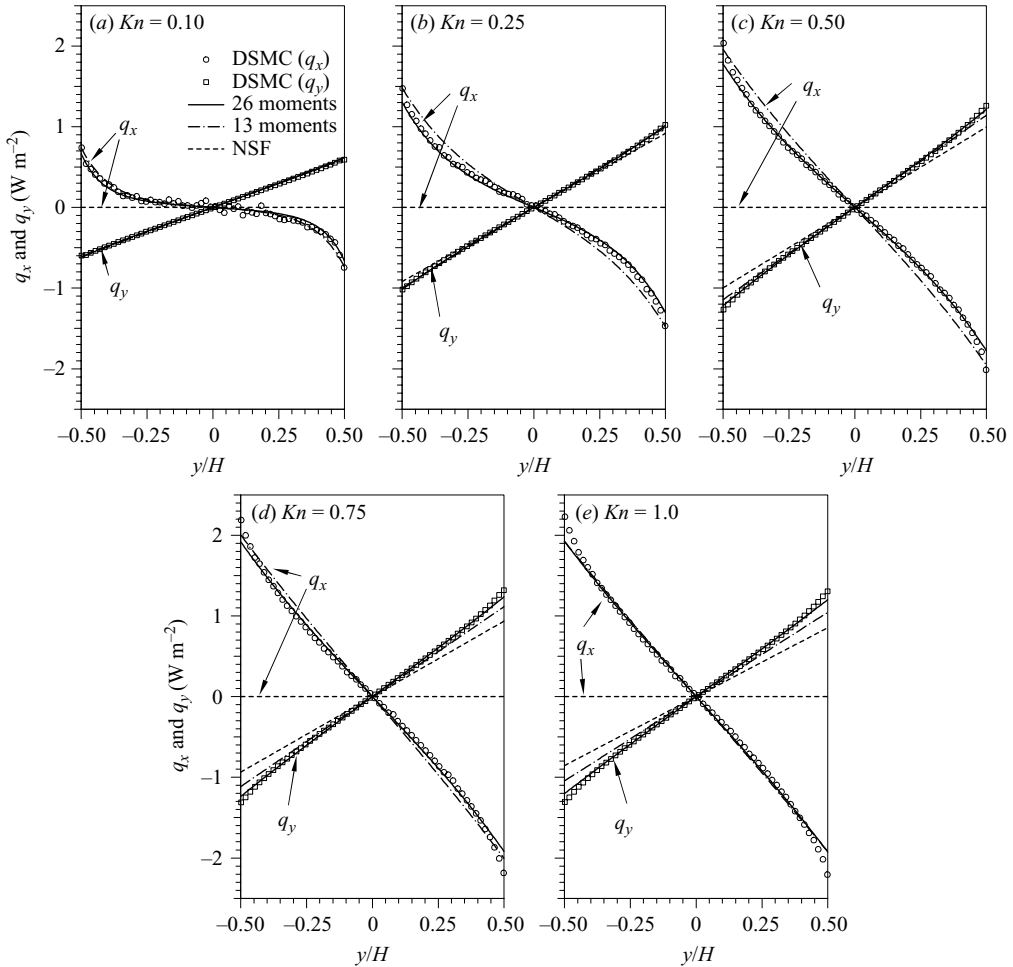 (a) Kn = 0.10
DSMC (qx)
DSMC (qy)
26 moments
13 moments
NSF
qx
qy
2
1
0
−1
−2
qx and qy (W m−2)
−0.50
−0.25
0
0.25
0.50
y/H
(b) Kn = 0.25
qx
qy
−0.50
−0.25
0
0.25
0.50
y/H
(c) Kn = 0.50
qx
qy
−0.50
−0.25
0
0.25
0.50
y/H
(d) Kn = 0.75
qx
qy
2
1
0
−1
−2
qx and qy (W m−2)
−0.50
−0.25
0
0.25
0.50
y/H
(e) Kn = 1.0
qx
qy
−0.50
−0.25
0
0.25
0.50
y/H